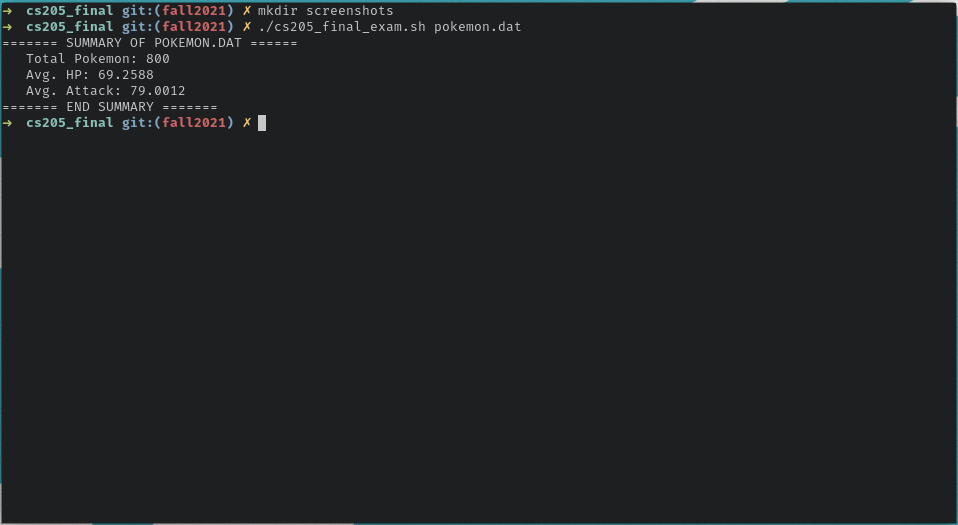 ➜  cs205_final git:(fall2021) ✗ mkdir screenshots
➜  cs205_final git:(fall2021) ✗ ./cs205_final_exam.sh pokemon.dat
======= SUMMARY OF POKEMON.DAT ======
   Total Pokemon: 800
   Avg. HP: 69.2588
   Avg. Attack: 79.0012
======= END SUMMARY =======
➜  cs205_final git:(fall2021) ✗